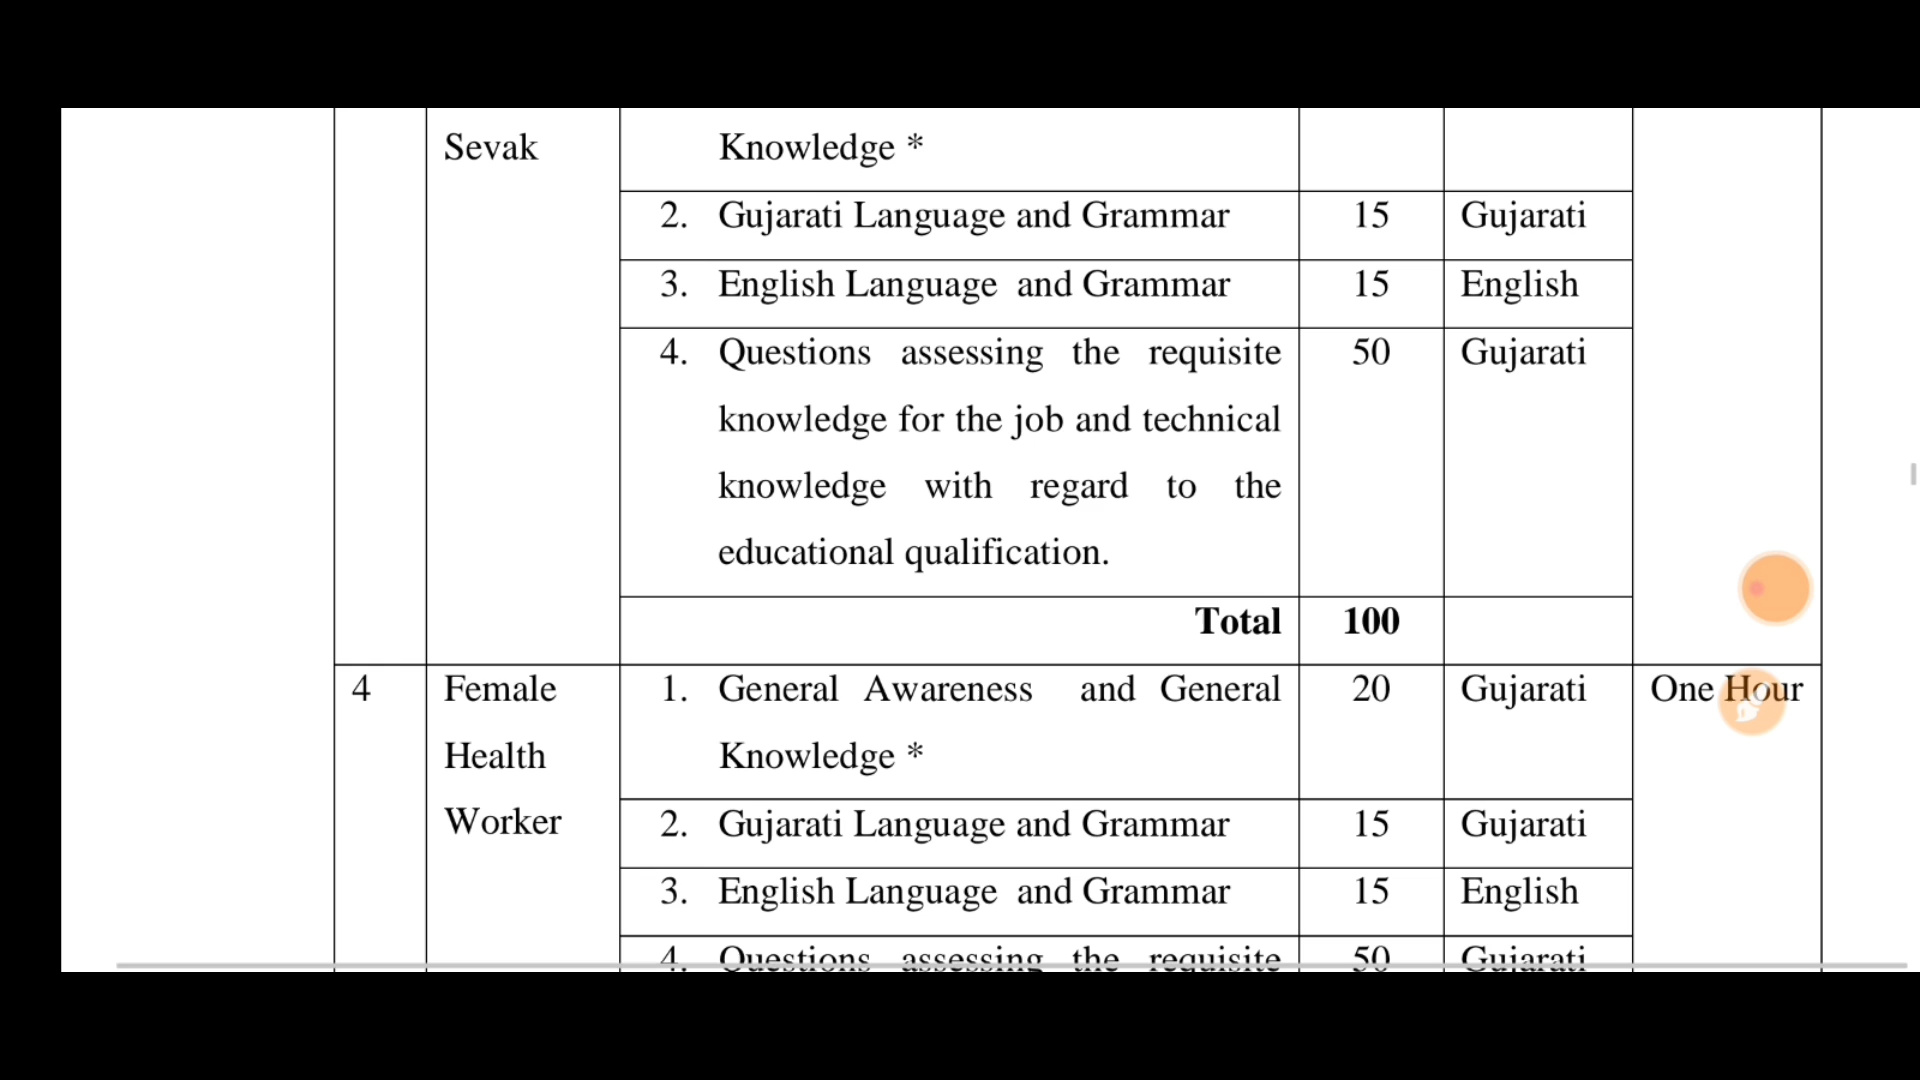 Sevak Knowledge *
2. Gujarati Language and Grammar 15 Gujarati
3. English Language and Grammar 15 English
4. Questions assessing the requisite 50 Gujarati
knowledge for the job and technical
knowledge with regard to the
educational qualification.
Total 100
4 Female 1. General Awareness and General 20 Gujarati One Hour
Health Knowledge *
Worker 2. Gujarati Language and Grammar 15 Gujarati
3. English Language and Grammar 15 English
4. Questions assessing the requisite 50 Gujarati